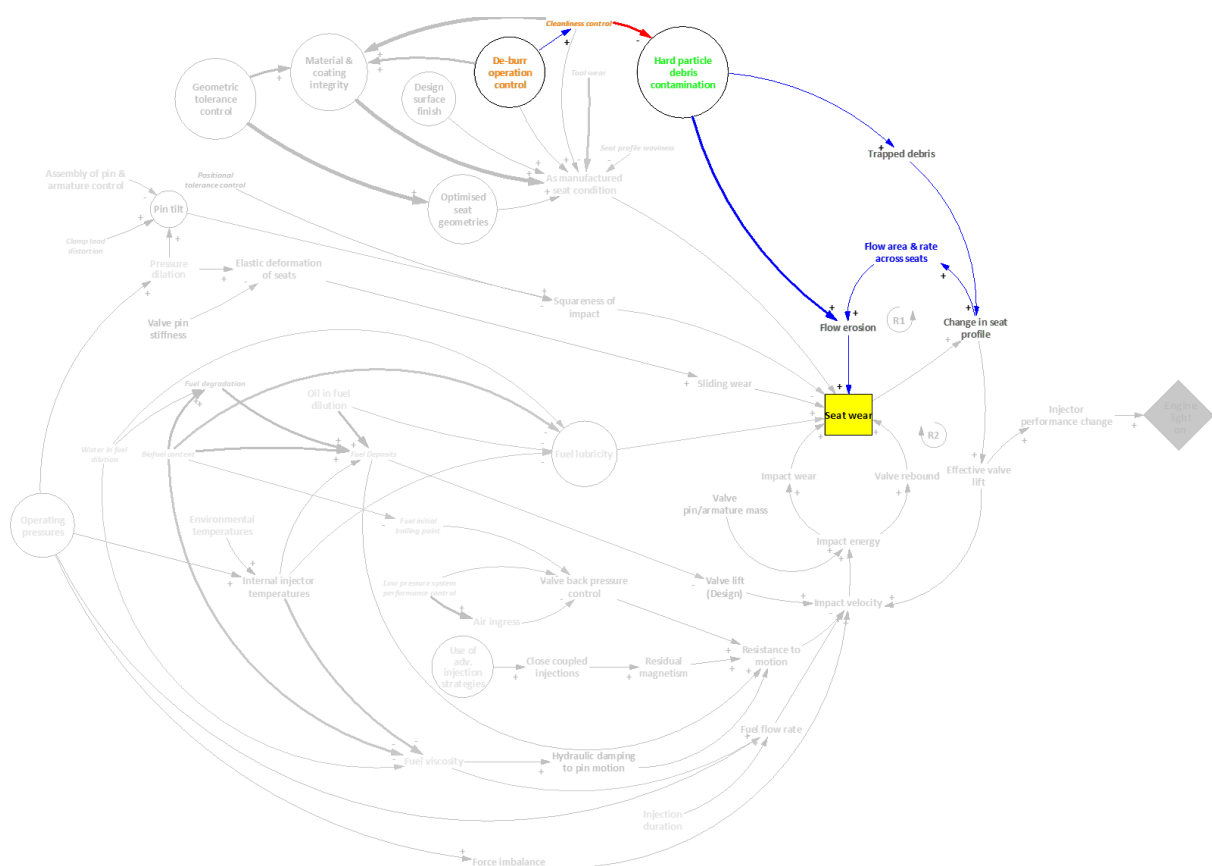 Cleanliness control
Material &
coating
integrity
De-burr
operation
control
Hard particle
debris
contamination
Geometric
tolerance
control
Design
surface
finish
Tool wear
Seat profile waviness
Trapped debris
As manufactured
seat condition
Assembly of pin &
armature control
Positional
tolerance control
Optimised
seat
geometries
Pin tilt
Clamp load
distortion
Flow area & rate
across seats
Pressure
dilation
Elastic deformation
of seats
Squareness of
impact
Valve pin
stiffness
Flow erosion
R1
Change in seat
profile
Fuel degradation
Sliding wear
Oil in fuel
dilution
Seat wear
Injector
performance change
Engine
light
on
R2
Water in fuel
dilution
Biofuel content
Fuel Deposits
Fuel lubricity
Impact wear
Valve rebound
Effective valve
lift
Valve
pin/armature mass
Operating
pressures
Environmental
temperatures
Fuel initial
boiling point
Impact energy
Internal injector
temperatures
Low pressure system
performance control
Valve back pressure
control
Valve lift
(Design)
Impact velocity
Air ingress
Use of
adv.
injection
strategies
Close coupled
injections
Residual
magnetism
Resistance to
motion
Fuel flow rate
Fuel viscosity
Hydraulic damping
to pin motion
Injection
duration
Force imbalance